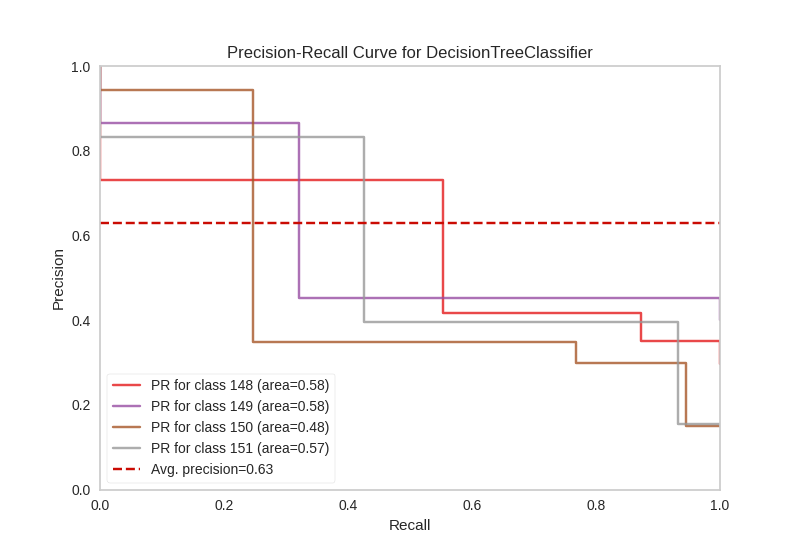 Precision-Recall Curve for DecisionTreeClassifier
1.0
0.8
0.6
0.4
0.2
0.0
Precision
PR for class 148 (area=0.58)
PR for class 149 (area=0.58)
PR for class 150 (area=0.48)
PR for class 151 (area=0.57)
Avg. precision=0.63
0.0 0.2 0.4 0.6 0.8 1.0
Recall